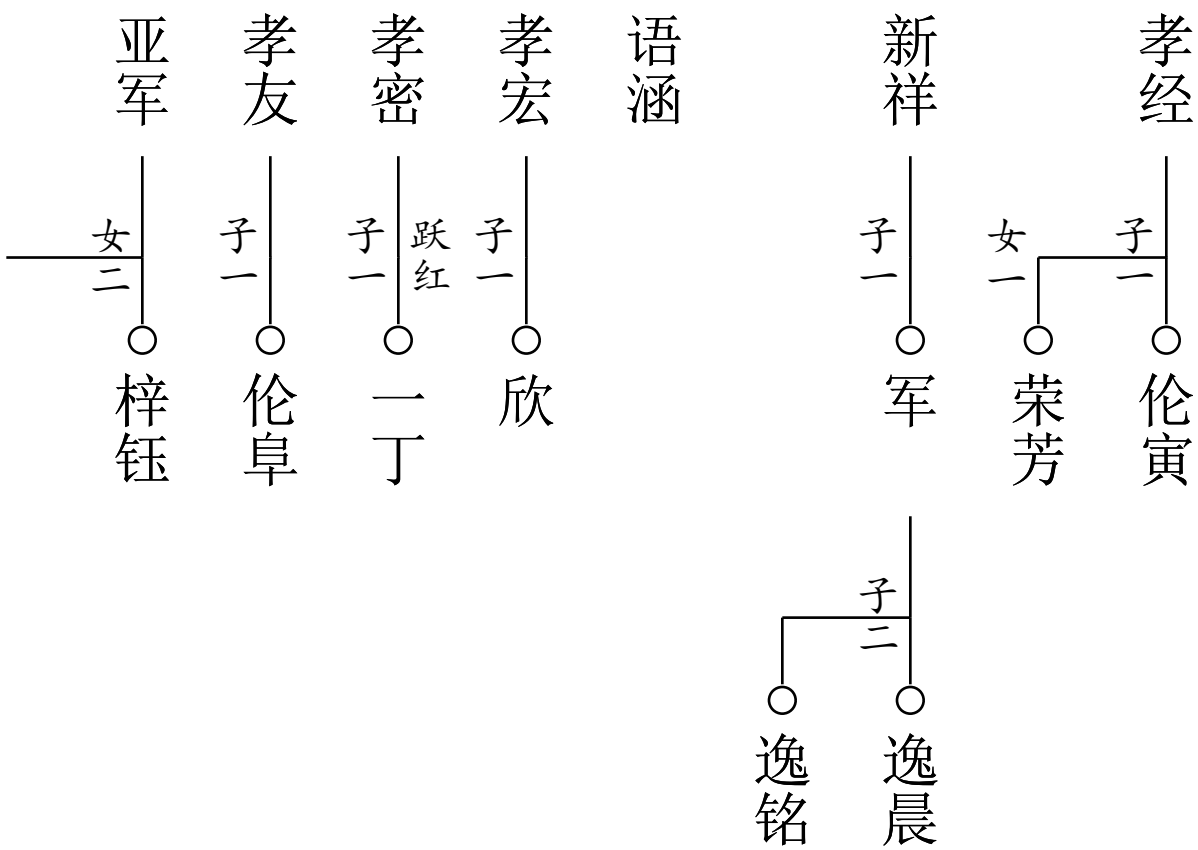 孝经
新祥
语涵
孝宏
孝密
孝友
亚军
子一
女一
子一
子一
跃红
子一
子一
女二
伦寅
荣芳
军
欣
一丁
伦阜
梓钰
子二
逸晨
逸铭